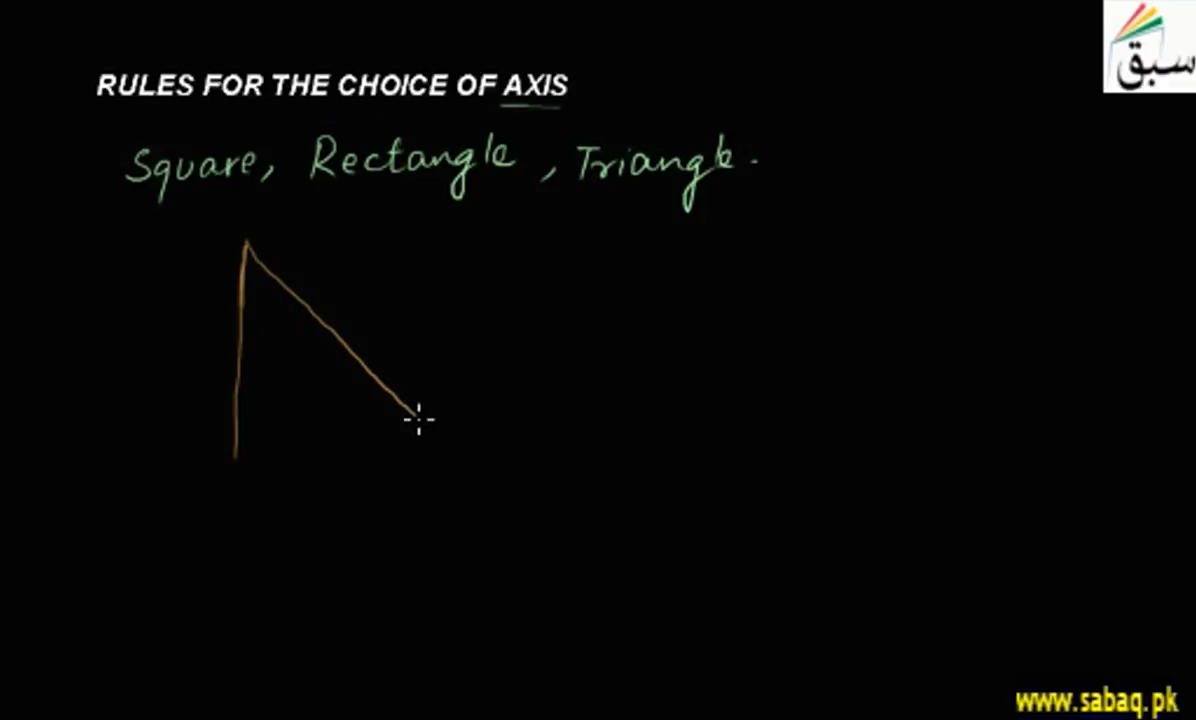 سبق
RULES FOR THE CHOICE OF AXIS
Square, Rectangle, Triangle.
www.sabaq.pk